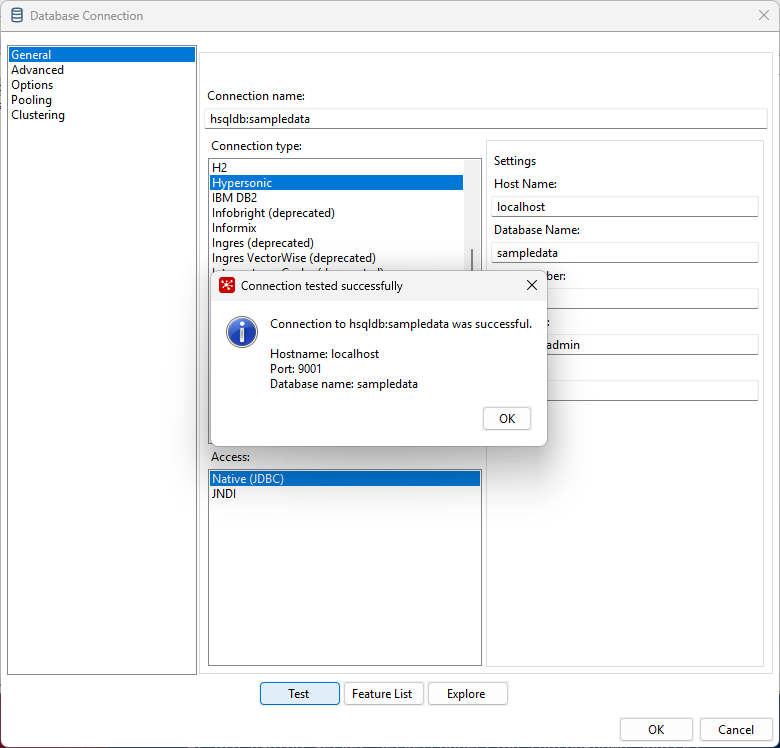 Database Connection
General
Advanced
Options
Pooling
Clustering
Connection name:
hsqldb:sampledata
Connection type:
H2
Hypersonic
IBM DB2
Infobright (deprecated)
Informix
Ingres (deprecated)
Ingres VectorWise (deprecated)
Settings
Host Name:
localhost
Database Name:
sampledata
admin
Connection tested successfully
Connection to hsqldb:sampledata was successful.
Hostname: localhost
Port: 9001
Database name: sampledata
OK
Access:
Native (JDBC)
JNDI
Test
Feature List
Explore
OK
Cancel